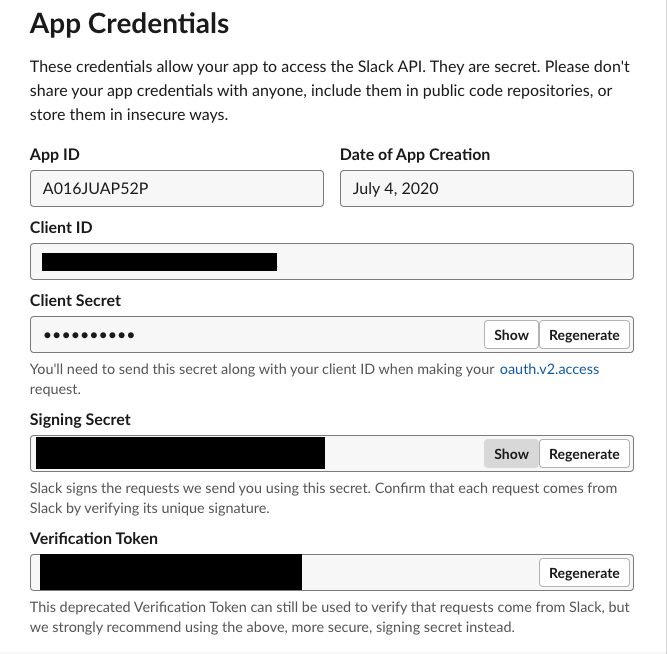 App Credentials
These credentials allow your app to access the Slack API. They are secret. Please don't
share your app credentials with anyone, include them in public code repositories, or
store them in insecure ways.
App ID
Date of App Creation
A016JUAP52P
July 4, 2020
Client ID
Client Secret
••••••••••
Show
Regenerate
You'll need to send this secret along with your client ID when making your oauth.v2.access
request.
Signing Secret
Show
Regenerate
Slack signs the requests we send you using this secret. Confirm that each request comes from
Slack by verifying its unique signature.
Verification Token
Regenerate
This deprecated Verification Token can still be used to verify that requests come from Slack, but
we strongly recommend using the above, more secure, signing secret instead.